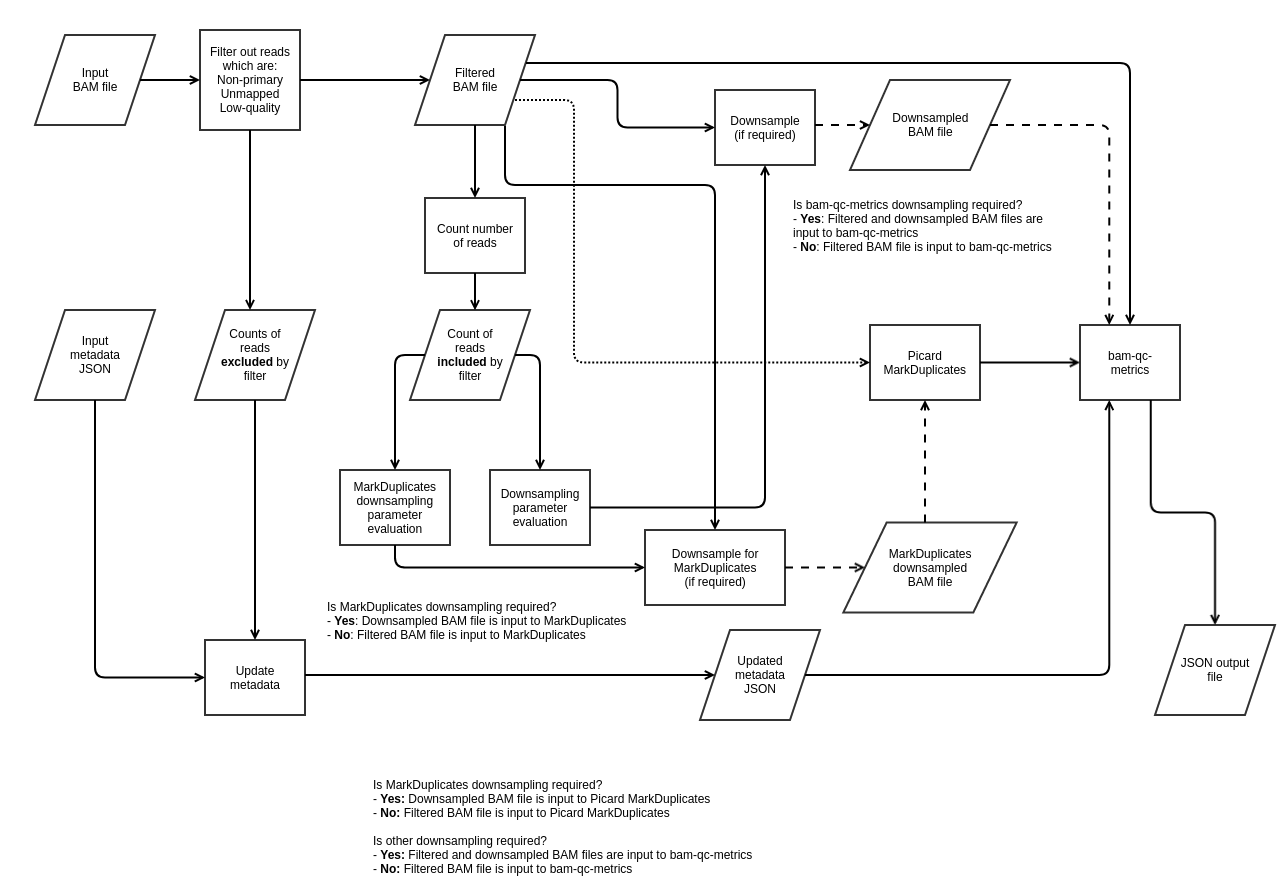 Input
BAM file
Filter out reads
which are:
Non-primary
Unmapped
Low-quality
Filtered
BAM file
Downsample
(if required)
Downsampled
BAM file
Is bam-qc-metrics downsampling required?
- Yes: Filtered and downsampled BAM files are
input to bam-qc-metrics
- No: Filtered BAM file is input to bam-qc-metrics
Count number
of reads
Input
metadata
JSON
Counts of
reads
excluded by
filter
Count of
reads
included by
filter
Picard
MarkDuplicates
bam-qc-
metrics
MarkDuplicates
downsampling
parameter
evaluation
Downsampling
parameter
evaluation
Downsample for
MarkDuplicates
(if required)
MarkDuplicates
downsampled
BAM file
Is MarkDuplicates downsampling required?
- Yes: Downsampled BAM file is input to MarkDuplicates
- No: Filtered BAM file is input to MarkDuplicates
Update
metadata
Updated
metadata
JSON
JSON output
file
Is MarkDuplicates downsampling required?
- Yes: Downsampled BAM file is input to Picard MarkDuplicates
- No: Filtered BAM file is input to Picard MarkDuplicates
Is other downsampling required?
- Yes: Filtered and downsampled BAM files are input to bam-qc-metrics
- No: Filtered BAM file is input to bam-qc-metrics